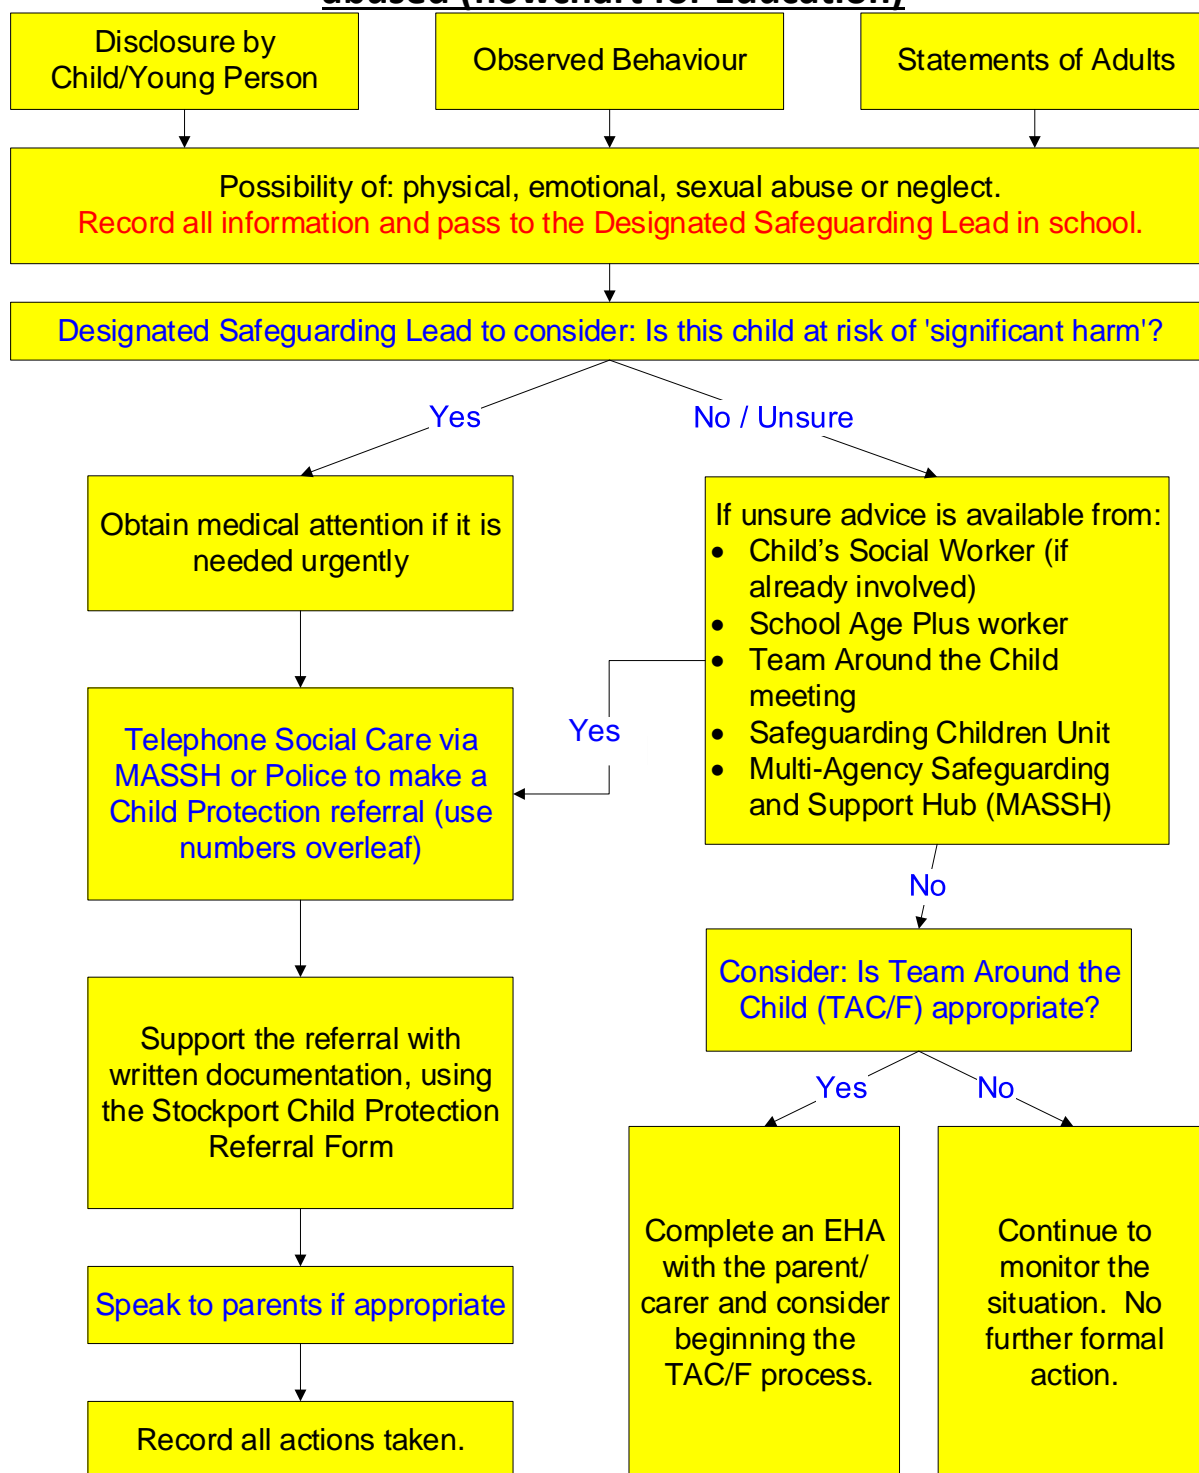 abused (flowchart for Education)
Disclosure by
Child/Young Person
Observed Behaviour
Statements of Adults
Possibility of: physical, emotional, sexual abuse or neglect.
Record all information and pass to the Designated Safeguarding Lead in school.
Designated Safeguarding Lead to consider: Is this child at risk of 'significant harm'?
Yes
No / Unsure
Obtain medical attention if it is
needed urgently
If unsure advice is available from:
• Child’s Social Worker (if
already involved)
• School Age Plus worker
• Team Around the Child
meeting
• Safeguarding Children Unit
• Multi-Agency Safeguarding
and Support Hub (MASSH)
Yes
Telephone Social Care via
MASSH or Police to make a
Child Protection referral (use
numbers overleaf)
No
Consider: Is Team Around the
Child (TAC/F) appropriate?
Support the referral with
written documentation, using
the Stockport Child Protection
Referral Form
Yes
No
Complete an EHA
with the parent/
carer and consider
beginning the
TAC/F process.
Continue to
monitor the
situation.  No
further formal
action.
Speak to parents if appropriate
Record all actions taken.